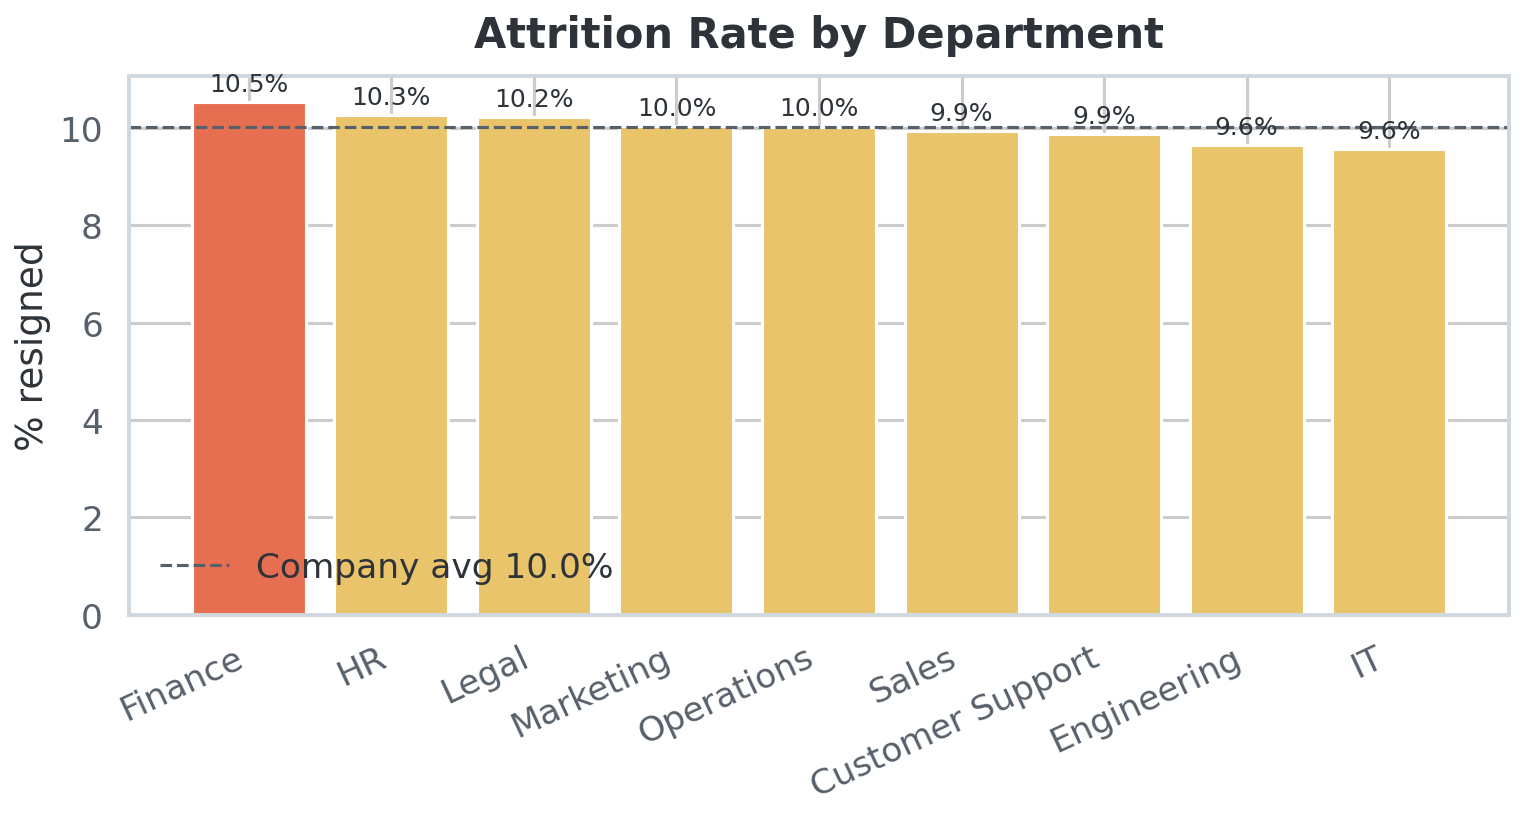 Attrition Rate by Department
% resigned
10
8
6
4
2
0
10.5%
10.3%
10.2%
10.0%
10.0%
9.9%
9.9%
9.6%
9.6%
Company avg 10.0%
Finance
HR
Legal
Marketing
Operations
Sales
Customer Support
Engineering
IT